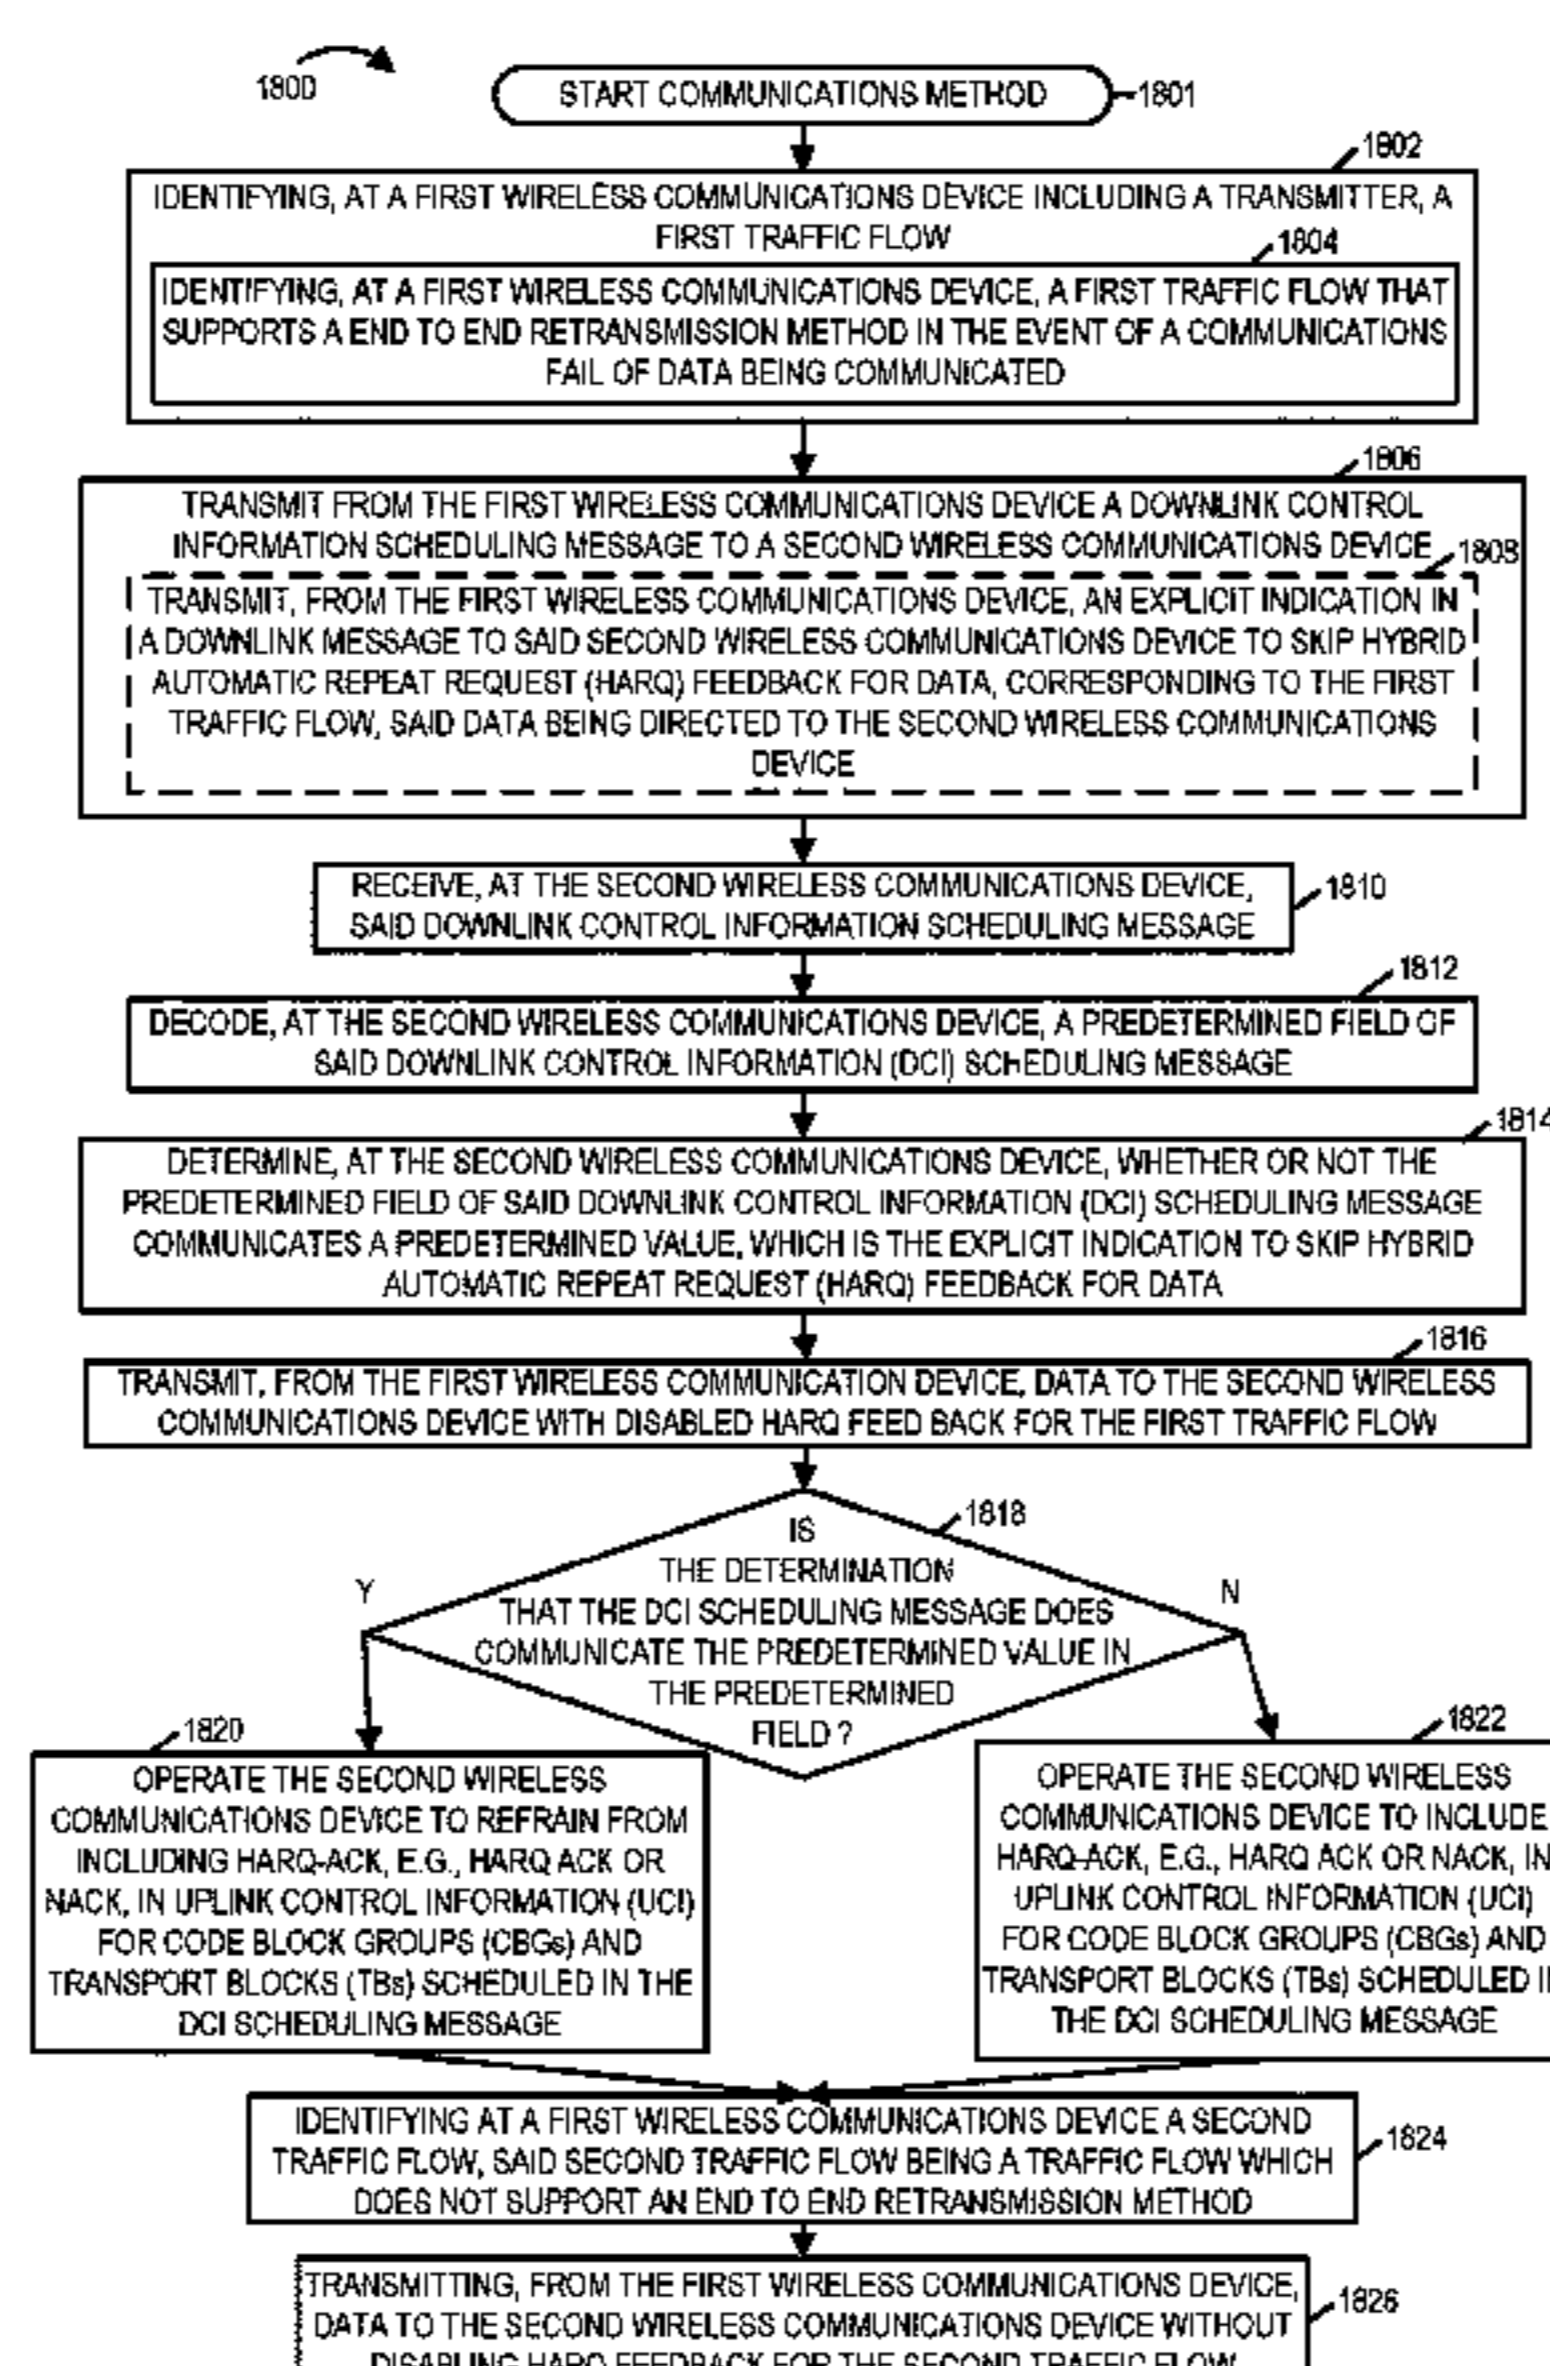 1800
START COMMUNICATIONS METHOD
1801
1802
IDENTIFYING, AT A FIRST WIRELESS COMMUNICATIONS DEVICE INCLUDING A TRANSMITTER, A
FIRST TRAFFIC FLOW
1804
IDENTIFYING, AT A FIRST WIRELESS COMMUNICATIONS DEVICE, A FIRST TRAFFIC FLOW THAT
SUPPORTS A END TO END RETRANSMISSION METHOD IN THE EVENT OF A COMMUNICATIONS
FAIL OF DATA BEING COMMUNICATED
1806
TRANSMIT FROM THE FIRST WIRELESS COMMUNICATIONS DEVICE A DOWNLINK CONTROL
INFORMATION SCHEDULING MESSAGE TO A SECOND WIRELESS COMMUNICATIONS DEVICE
1808
TRANSMIT, FROM THE FIRST WIRELESS COMMUNICATIONS DEVICE, AN EXPLICIT INDICATION IN
A DOWNLINK MESSAGE TO SAID SECOND WIRELESS COMMUNICATIONS DEVICE TO SKIP HYBRID
AUTOMATIC REPEAT REQUEST (HARQ) FEEDBACK FOR DATA, CORRESPONDING TO THE FIRST
TRAFFIC FLOW, SAID DATA BEING DIRECTED TO THE SECOND WIRELESS COMMUNICATIONS
DEVICE
RECEIVE, AT THE SECOND WIRELESS COMMUNICATIONS DEVICE,
SAID DOWNLINK CONTROL INFORMATION SCHEDULING MESSAGE
1810
1812
DECODE, AT THE SECOND WIRELESS COMMUNICATIONS DEVICE, A PREDETERMINED FIELD OF
SAID DOWNLINK CONTROL INFORMATION (DCI) SCHEDULING MESSAGE
1814
DETERMINE, AT THE SECOND WIRELESS COMMUNICATIONS DEVICE, WHETHER OR NOT THE
PREDETERMINED FIELD OF SAID DOWNLINK CONTROL INFORMATION (DCI) SCHEDULING MESSAGE
COMMUNICATES A PREDETERMINED VALUE, WHICH IS THE EXPLICIT INDICATION TO SKIP HYBRID
AUTOMATIC REPEAT REQUEST (HARQ) FEEDBACK FOR DATA
1816
TRANSMIT, FROM THE FIRST WIRELESS COMMUNICATION DEVICE, DATA TO THE SECOND WIRELESS
COMMUNICATIONS DEVICE WITH DISABLED HARQ FEED BACK FOR THE FIRST TRAFFIC FLOW
1818
IS
THE DETERMINATION
THAT THE DCI SCHEDULING MESSAGE DOES
COMMUNICATE THE PREDETERMINED VALUE IN
THE PREDETERMINED
FIELD ?
Y
N
1820
OPERATE THE SECOND WIRELESS
COMMUNICATIONS DEVICE TO REFRAIN FROM
INCLUDING HARQ-ACK, E.G., HARQ ACK OR
NACK, IN UPLINK CONTROL INFORMATION (UCI)
FOR CODE BLOCK GROUPS (CBGs) AND
TRANSPORT BLOCKS (TBs) SCHEDULED IN THE
DCI SCHEDULING MESSAGE
1822
OPERATE THE SECOND WIRELESS
COMMUNICATIONS DEVICE TO INCLUDE
HARQ-ACK, E.G., HARQ ACK OR NACK, IN
UPLINK CONTROL INFORMATION (UCI)
FOR CODE BLOCK GROUPS (CBGs) AND
TRANSPORT BLOCKS (TBs) SCHEDULED IN
THE DCI SCHEDULING MESSAGE
IDENTIFYING AT A FIRST WIRELESS COMMUNICATIONS DEVICE A SECOND
TRAFFIC FLOW, SAID SECOND TRAFFIC FLOW BEING A TRAFFIC FLOW WHICH
DOES NOT SUPPORT AN END TO END RETRANSMISSION METHOD
1824
TRANSMITTING, FROM THE FIRST WIRELESS COMMUNICATIONS DEVICE,
DATA TO THE SECOND WIRELESS COMMUNICATIONS DEVICE WITHOUT
DISABLING HARQ FEEDBACK FOR THE SECOND TRAFFIC FLOW
1826